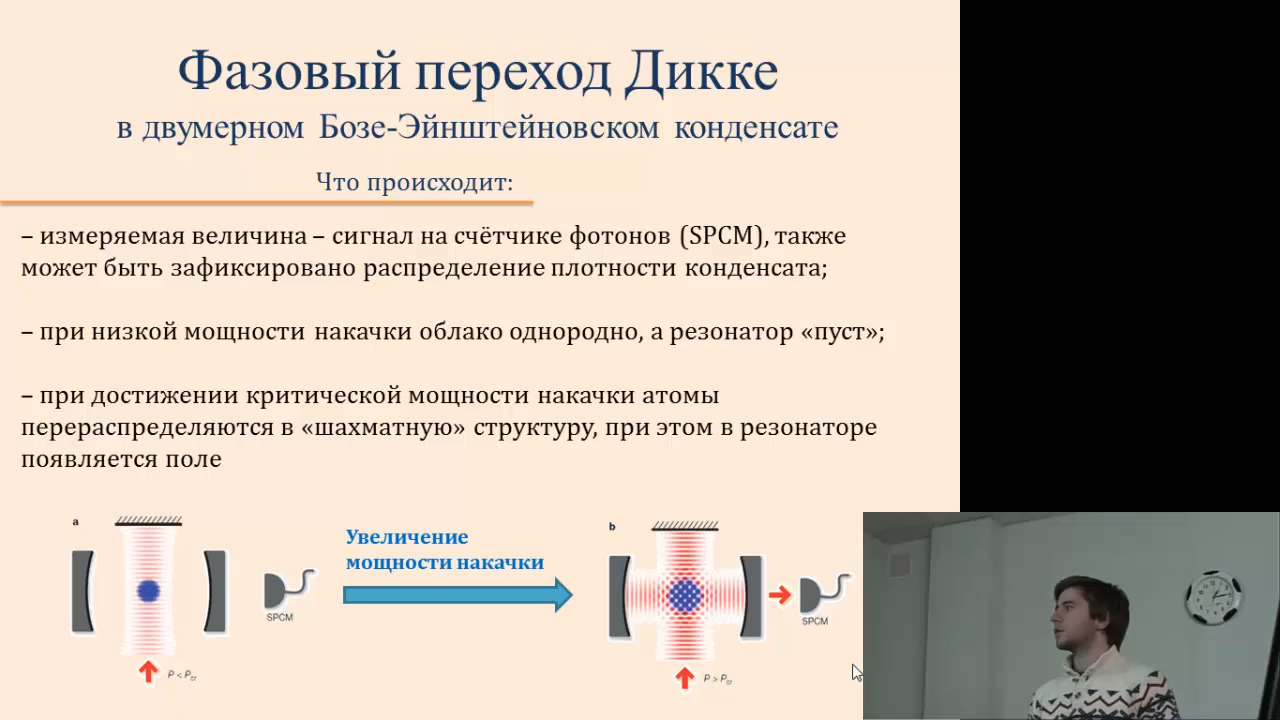 Фазовый переход Дикке
в двумерном Бозе-Эйнштейновском конденсате
Что происходит:
– измеряемая величина – сигнал на счётчике фотонов (SPCM), также
может быть зафиксировано распределение плотности конденсата;
– при низкой мощности накачки облако однородно, а резонатор «пуст»;
– при достижении критической мощности накачки атомы
перераспределяются в «шахматную» структуру, при этом в резонаторе
появляется поле
a
SPCM
P < Pcr
Увеличение
мощности накачки
b
SPCM
P > Pcr